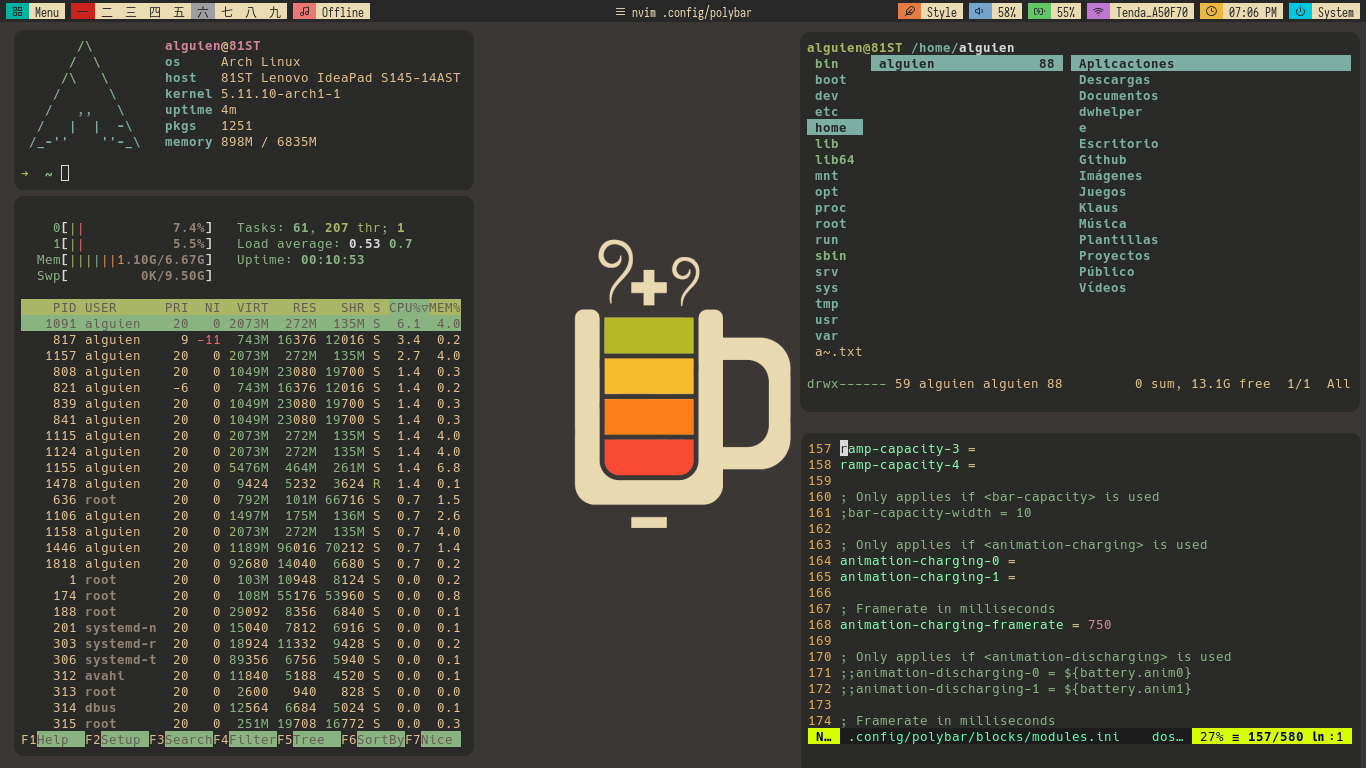 Menu 一 二 三 四 五 六 七 八 九 Offline nvim .config/polybar Style 58% 55% Tenda_A50F70 07:06 PM System
alguien@81ST
os Arch Linux
host 81ST Lenovo IdeaPad S145-14AST
kernel 5.11.10-arch1-1
uptime 4m
pkgs 1251
memory 898M / 6835M
→ ~
0[|| 7.4%] Tasks: 61, 207 thr; 1
1[|| 5.5%] Load average: 0.53 0.7
Mem[||||||1.10G/6.67G] Uptime: 00:10:53
Swp[ 0K/9.50G]
PID USER PRI NI VIRT RES SHR S CPU%▽MEM%
1091 alguien 20 0 2073M 272M 135M S 6.1 4.0
817 alguien 9 -11 743M 16376 12016 S 3.4 0.2
1157 alguien 20 0 2073M 272M 135M S 2.7 4.0
808 alguien 20 0 1049M 23080 19700 S 1.4 0.3
821 alguien -6 0 743M 16376 12016 S 1.4 0.2
839 alguien 20 0 1049M 23080 19700 S 1.4 0.3
841 alguien 20 0 1049M 23080 19700 S 1.4 0.3
1115 alguien 20 0 2073M 272M 135M S 1.4 4.0
1124 alguien 20 0 2073M 272M 135M S 1.4 4.0
1155 alguien 20 0 5476M 464M 261M S 1.4 6.8
1478 alguien 20 0 9424 5232 3624 R 1.4 0.1
636 root 20 0 792M 101M 66716 S 0.7 1.5
1106 alguien 20 0 1497M 175M 136M S 0.7 2.6
1158 alguien 20 0 2073M 272M 135M S 0.7 4.0
1446 alguien 20 0 1189M 96016 70212 S 0.7 1.4
1818 alguien 20 0 92680 14040 6680 S 0.7 0.2
1 root 20 0 103M 10948 8124 S 0.0 0.2
174 root 20 0 108M 55176 53960 S 0.0 0.8
188 root 20 0 29092 8356 6840 S 0.0 0.1
201 systemd-n 20 0 15040 7812 6916 S 0.0 0.1
303 systemd-r 20 0 18924 11332 9428 S 0.0 0.2
306 systemd-t 20 0 89356 6756 5940 S 0.0 0.1
312 avahi 20 0 11840 5188 4520 S 0.0 0.1
313 root 20 0 2600 940 828 S 0.0 0.0
314 dbus 20 0 12564 6684 5024 S 0.0 0.1
315 root 20 0 251M 19708 16772 S 0.0 0.3
F1Help F2Setup F3SearchF4FilterF5Tree F6SortByF7Nice
alguien@81ST /home/alguien
bin alguien 88 Aplicaciones
boot Descargas
dev Documentos
etc dwhelper
home e
lib Escritorio
lib64 Github
mnt Imágenes
opt Juegos
proc Klaus
root Música
run Plantillas
sbin Proyectos
srv Público
sys Vídeos
tmp
usr
var
a~.txt
drwx------ 59 alguien alguien 88 0 sum, 13.1G free 1/1 All
157 ramp-capacity-3 =
158 ramp-capacity-4 =
159
160 ; Only applies if <bar-capacity> is used
161 ;bar-capacity-width = 10
162
163 ; Only applies if <animation-charging> is used
164 animation-charging-0 =
165 animation-charging-1 =
166
167 ; Framerate in milliseconds
168 animation-charging-framerate = 750
169
170 ; Only applies if <animation-discharging> is used
171 ;;animation-discharging-0 = ${battery.anim0}
172 ;;animation-discharging-1 = ${battery.anim1}
173
174 ; Framerate in milliseconds
N… .config/polybar/blocks/modules.ini dos… 27% ≡ 157/580 ln :1